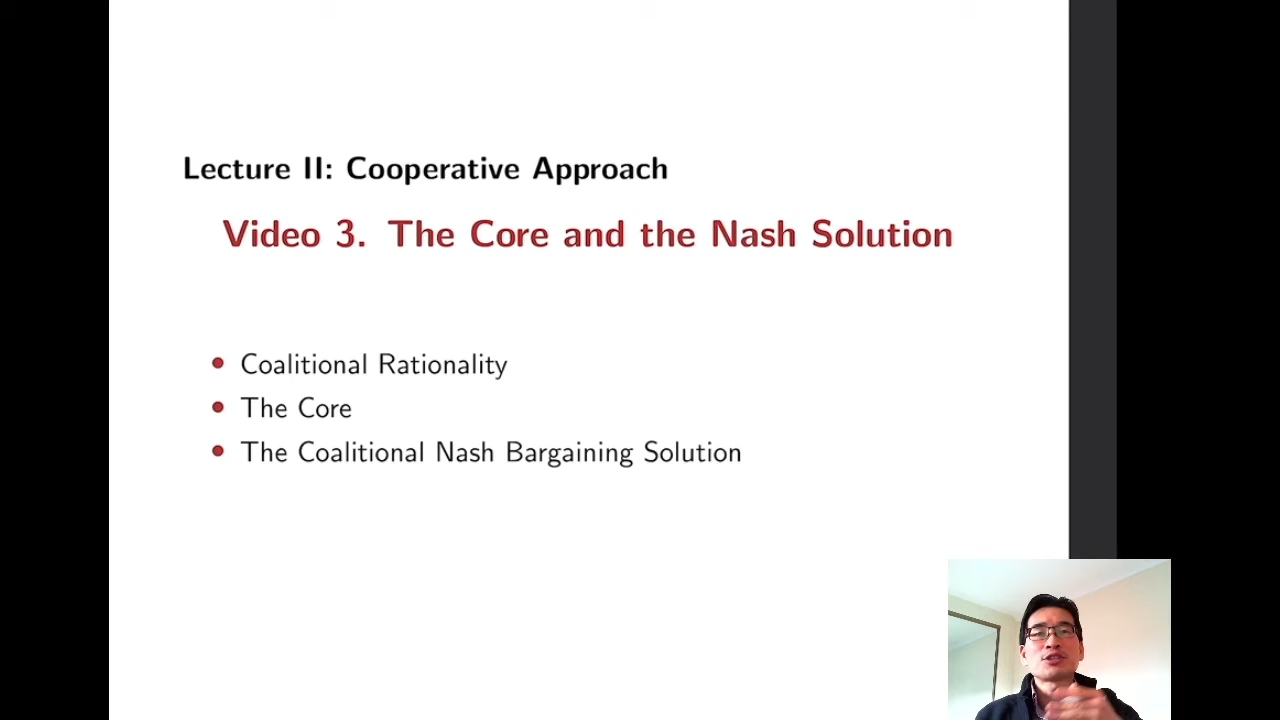 Lecture II: Cooperative Approach
Video 3. The Core and the Nash Solution
• Coalitional Rationality
• The Core
• The Coalitional Nash Bargaining Solution